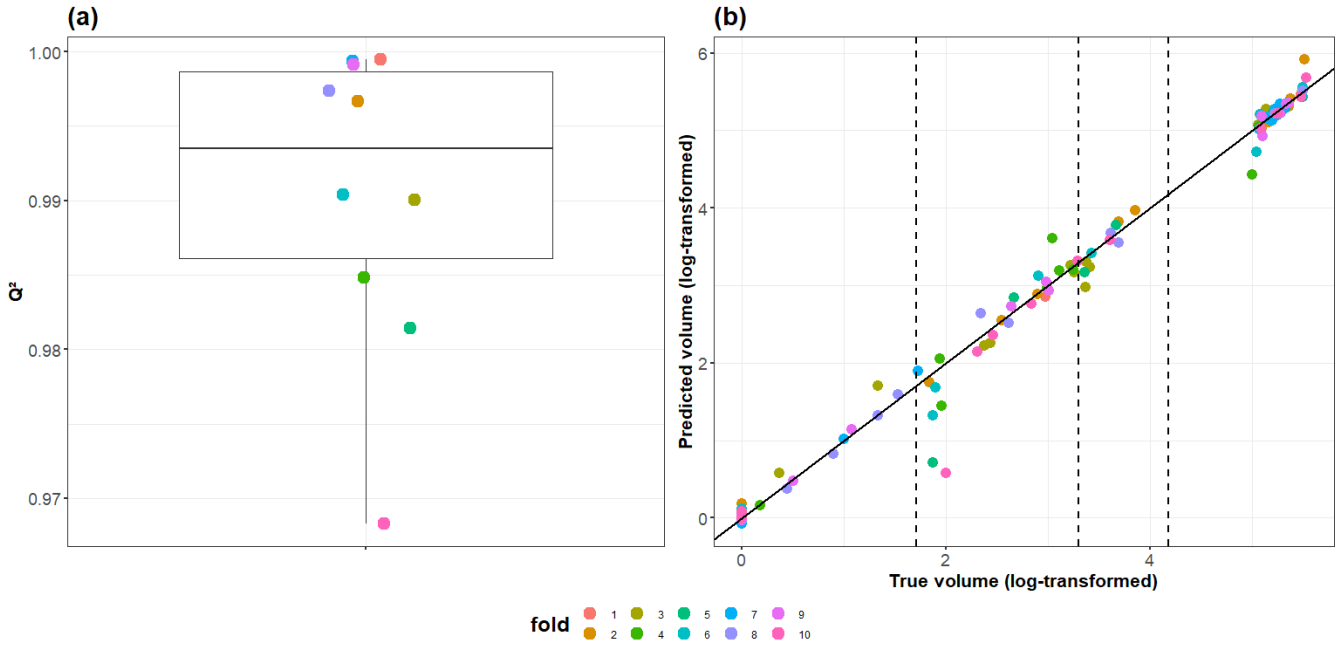 (a)
(b)
1.00
0.99
0.98
0.97
Q²
6
4
2
0
Predicted volume (log-transformed)
0 2 4
True volume (log-transformed)
fold
1 3 5 7 9
2 4 6 8 10